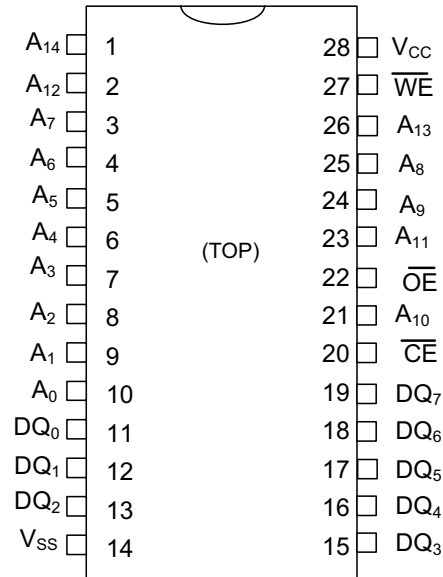 A14 1 28 VCC
A12 2 27 WE
A7 3 26 A13
A6 4 25 A8
A5 5 24 A9
A4 6 (TOP) 23 A11
A3 7 22 OE
A2 8 21 A10
A1 9 20 CE
A0 10 19 DQ7
DQ0 11 18 DQ6
DQ1 12 17 DQ5
DQ2 13 16 DQ4
VSS 14 15 DQ3